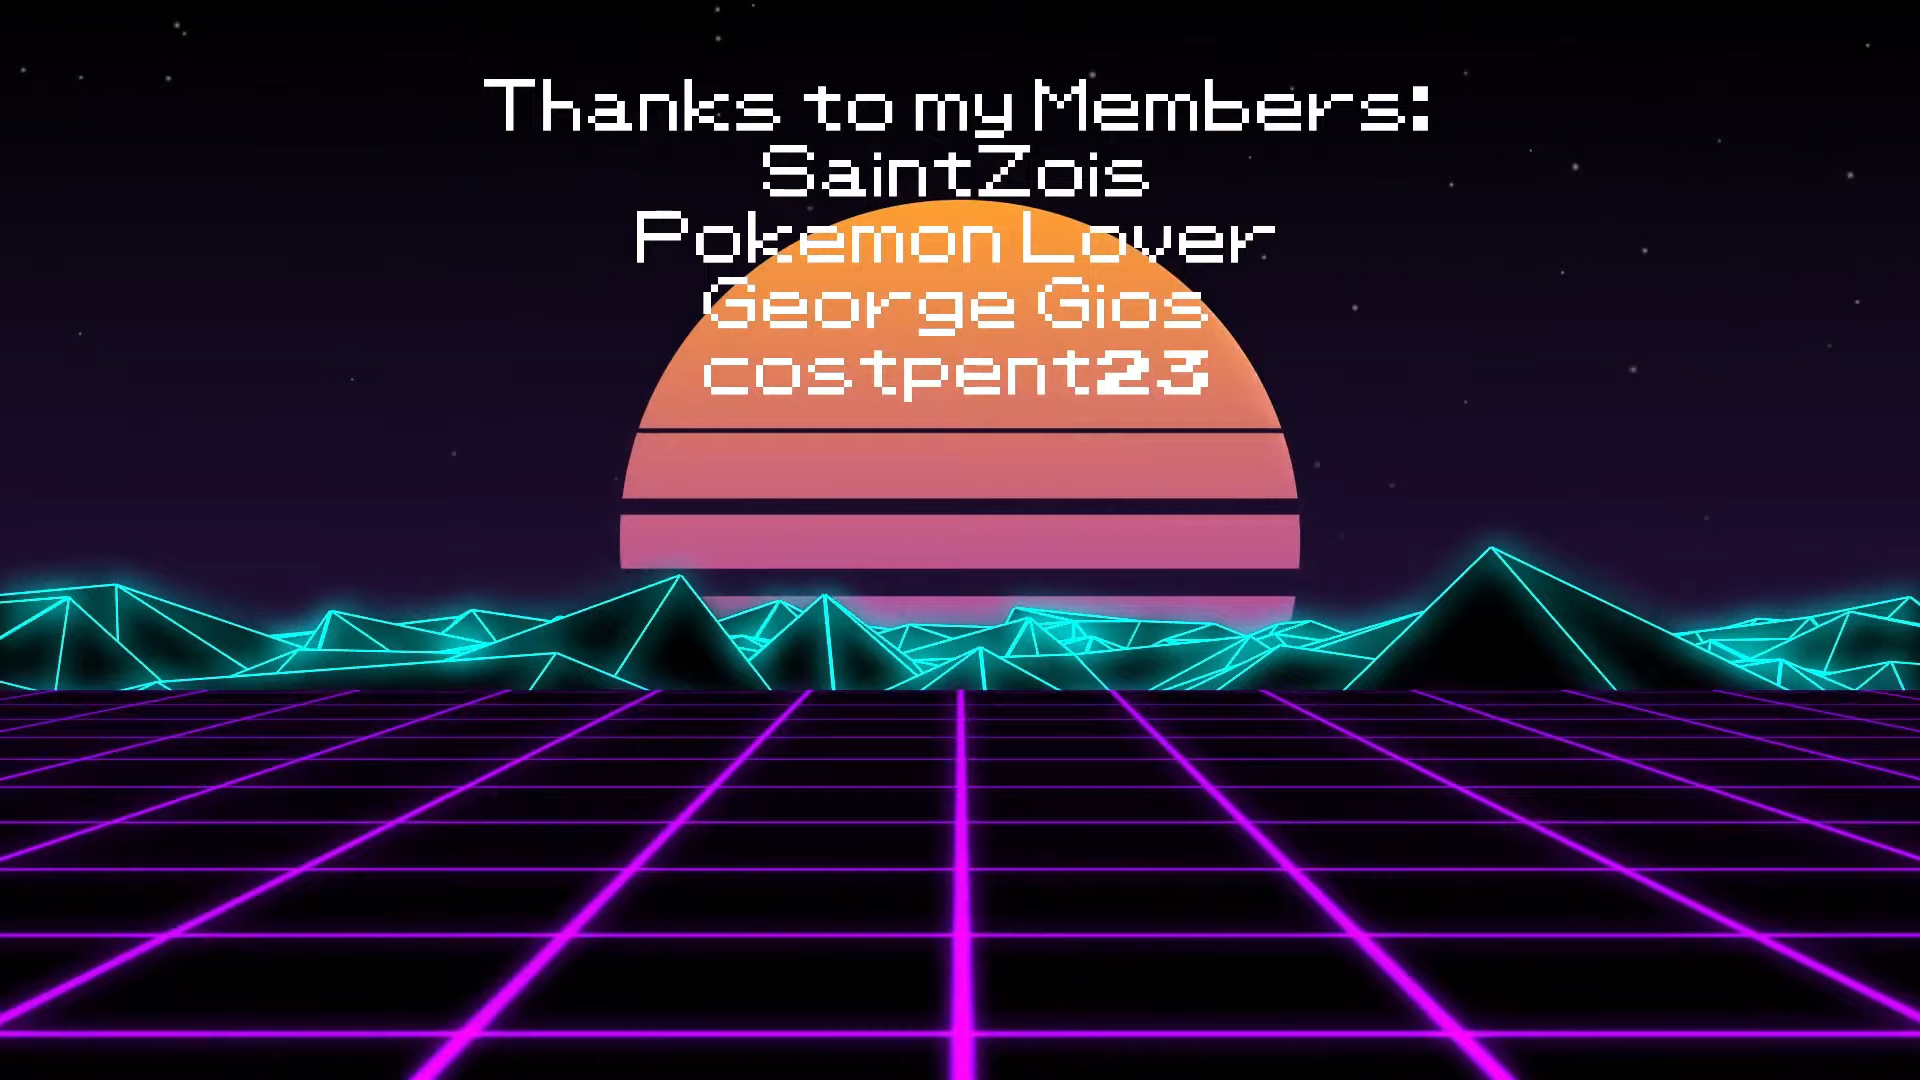 Thanks to my Members:
SaintZois
Pokemon Lover
George Gios
costpent23